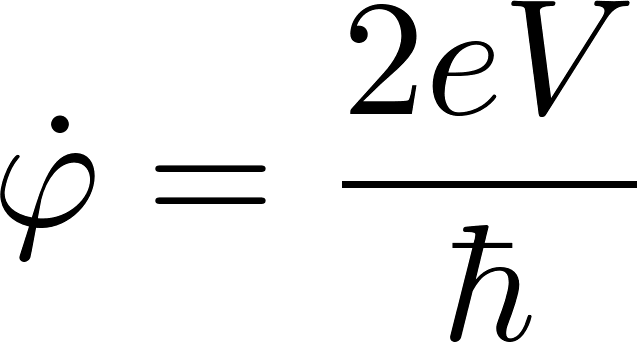 φ̇ = 2eV / ℏ